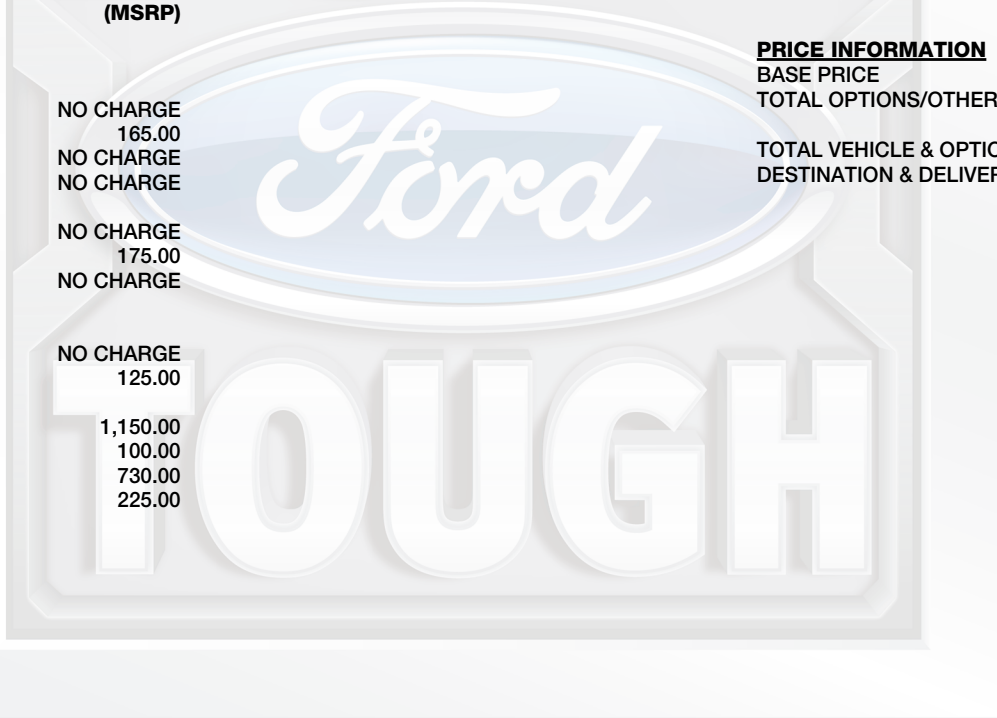 (MSRP)
NO CHARGE
165.00
NO CHARGE
NO CHARGE
NO CHARGE
175.00
NO CHARGE
NO CHARGE
125.00
1,150.00
100.00
730.00
225.00
PRICE INFORMATION
BASE PRICE
TOTAL OPTIONS/OTHER
TOTAL VEHICLE & OPTIO
DESTINATION & DELIVER
Ford
TOUGH